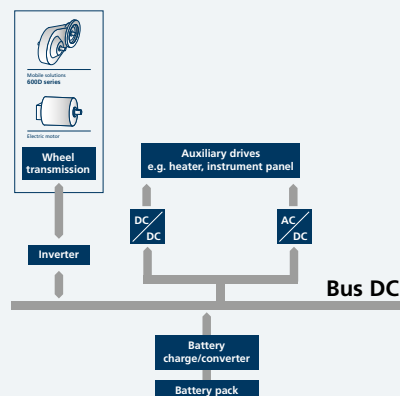 Mobile solutions
600D series
Electric motor
Wheel
transmission
Auxiliary drives
e.g. heater, instrument panel
DC
DC
AC
DC
Inverter
Bus DC
Battery
charge/converter
Battery pack